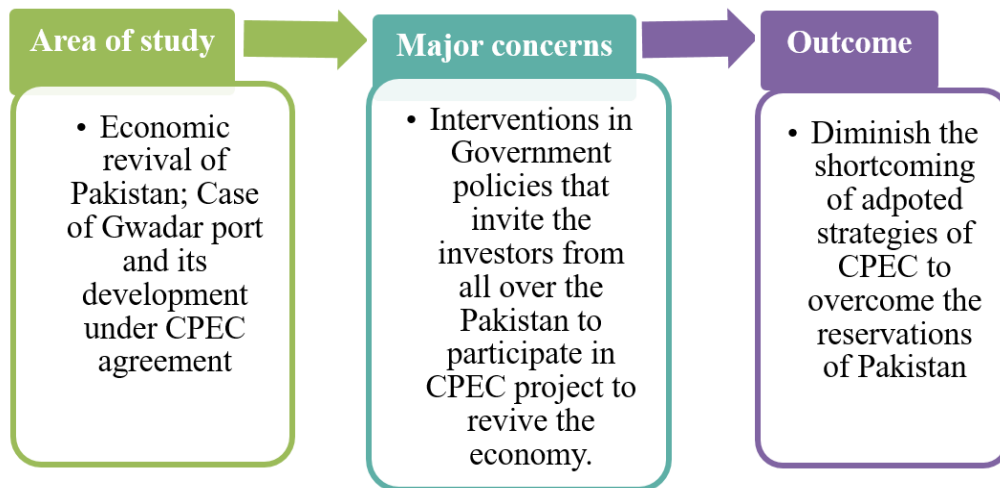 Area of study
• Economic
revival of
Pakistan; Case
of Gwadar port
and its
development
under CPEC
agreement
Major concerns
• Interventions in
Government
policies that
invite the
investors from
all over the
Pakistan to
participate in
CPEC project to
revive the
economy.
Outcome
• Diminish the
shortcoming
of adpoted
strategies of
CPEC to
overcome the
reservations
of Pakistan